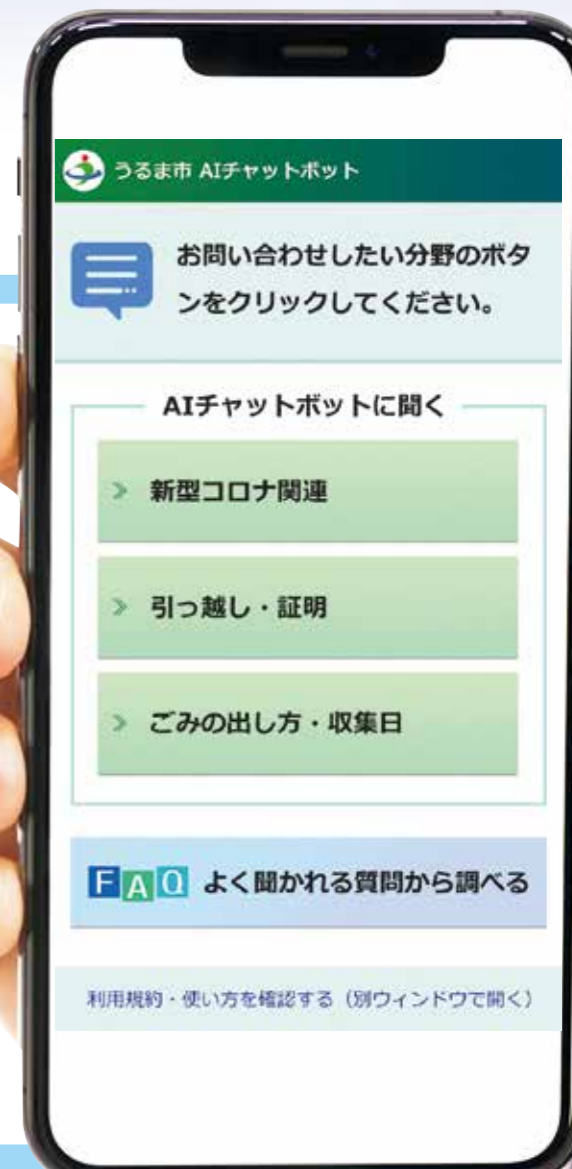 うるま市 AIチャットボット
お問い合わせしたい分野のボタ
ンをクリックしてください。
AIチャットボットに聞く
新型コロナ関連
引っ越し・証明
ごみの出し方・収集日
FAQ よく聞かれる質問から調べる
利用規約・使い方を確認する（別ウィンドウで開く）